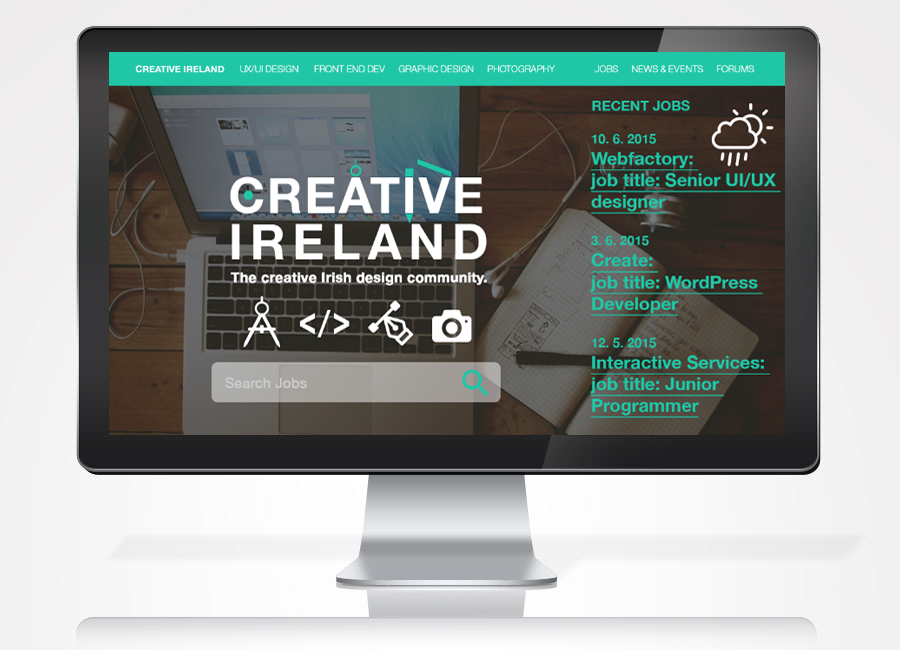 CREATIVE IRELAND UX/UI DESIGN FRONT END DEV GRAPHIC DESIGN PHOTOGRAPHY JOBS NEWS & EVENTS FORUMS
CREATIVE
IRELAND
The creative Irish design community.
</>
Search Jobs
RECENT JOBS
10. 6. 2015
Webfactory:
job title: Senior UI/UX
designer
3. 6. 2015
Create:
job title: WordPress
Developer
12. 5. 2015
Interactive Services:
job title: Junior
Programmer